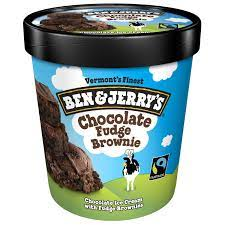 Vermont's Finest
BEN & JERRY'S
Chocolate
Fudge
Brownie
Chocolate Ice Cream
with Fudge Brownies